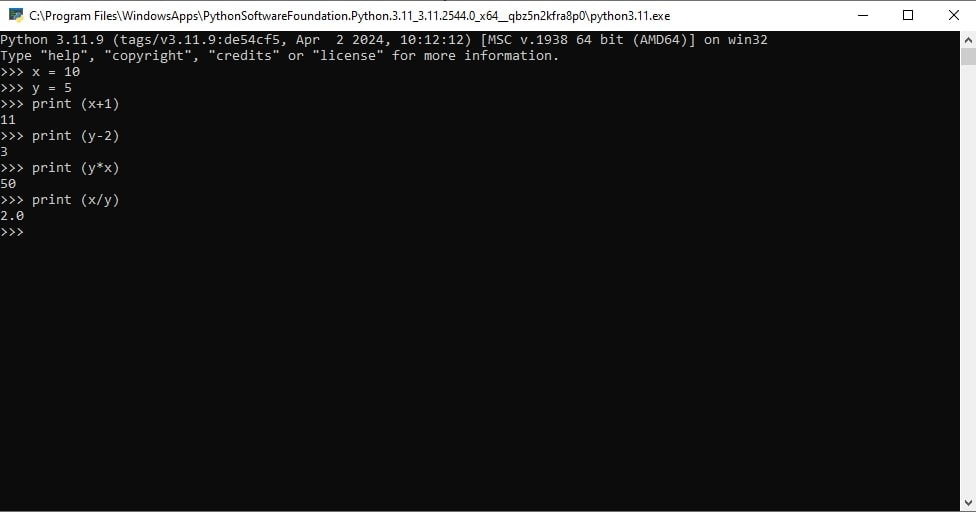 C:\Program Files\WindowsApps\PythonSoftwareFoundation.Python.3.11_3.11.2544.0_x64__qbz5n2kfra8p0\python3.11.exe
Python 3.11.9 (tags/v3.11.9:de54cf5, Apr  2 2024, 10:12:12) [MSC v.1938 64 bit (AMD64)] on win32
Type "help", "copyright", "credits" or "license" for more information.
>>> x = 10
>>> y = 5
>>> print (x+1)
11
>>> print (y-2)
3
>>> print (y*x)
50
>>> print (x/y)
2.0
>>>